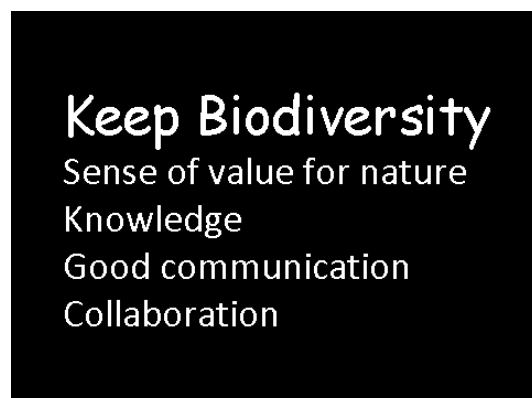 Keep Biodiversity
Sense of value for nature
Knowledge
Good communication
Collaboration